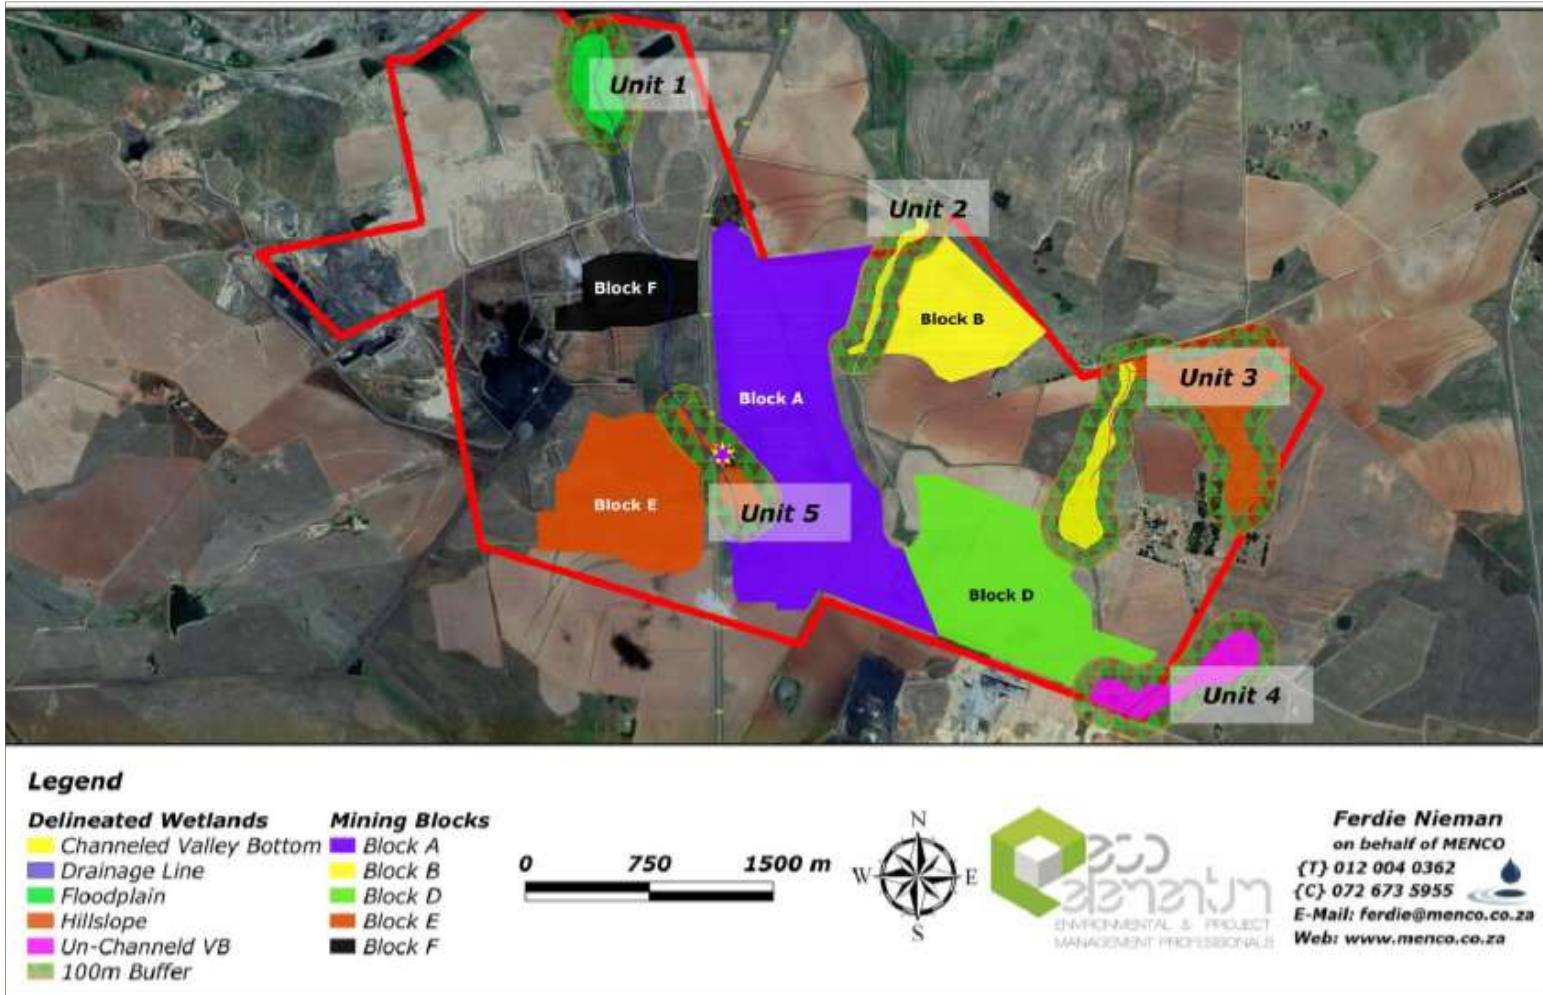 Unit 1
Unit 2
Block F
Block B
Unit 3
Block A
Block E
Unit 5
Block D
Unit 4
Legend
Delineated Wetlands
Channeled Valley Bottom
Drainage Line
Floodplain
Hillslope
Un-Channeld VB
100m Buffer
Mining Blocks
Block A
Block B
Block D
Block E
Block F
0 750 1500 m
N
W E
S
eco
elementum
ENVIRONMENTAL & PROJECT
MANAGEMENT PROFESSIONALS
Ferdie Nieman
on behalf of MENCO
{T} 012 004 0362
{C} 072 673 5955
E-Mail: ferdie@menco.co.za
Web: www.menco.co.za